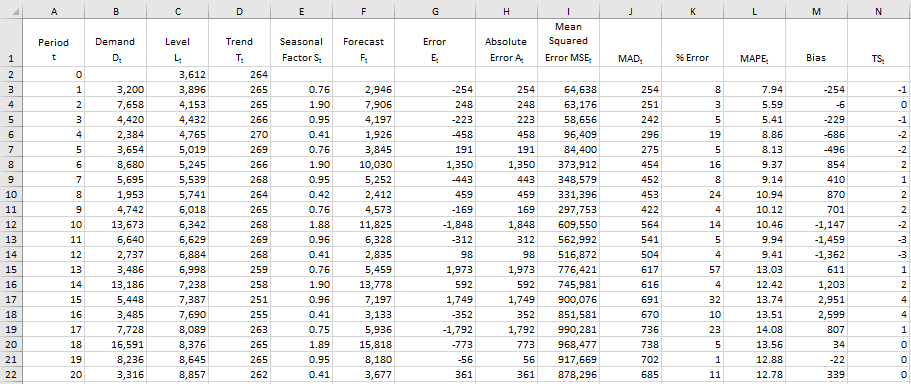 A B C D E F G H I J K L M N
1 Period t Demand Dₜ Level Lₜ Trend Tₜ Seasonal Factor Sₜ Forecast Fₜ Error Eₜ Absolute Error Aₜ Mean Squared Error MSEₜ MADₜ % Error MAPEₜ Bias TSₜ
2 0 3,612 264
3 1 3,200 3,896 265 0.76 2,946 -254 254 64,638 254 8 7.94 -254 -1
4 2 7,658 4,153 265 1.90 7,906 248 248 63,176 251 3 5.59 -6 0
5 3 4,420 4,432 266 0.95 4,197 -223 223 58,656 242 5 5.41 -229 -1
6 4 2,384 4,765 270 0.41 1,926 -458 458 96,409 296 19 8.86 -686 -2
7 5 3,654 5,019 269 0.76 3,845 191 191 84,400 275 5 8.13 -496 -2
8 6 8,680 5,245 266 1.90 10,030 1,350 1,350 373,912 454 16 9.37 854 2
9 7 5,695 5,539 268 0.95 5,252 -443 443 348,579 452 8 9.14 410 1
10 8 1,953 5,741 264 0.42 2,412 459 459 331,396 453 24 10.94 870 2
11 9 4,742 6,018 265 0.76 4,573 -169 169 297,753 422 4 10.12 701 2
12 10 13,673 6,342 268 1.88 11,825 -1,848 1,848 609,550 564 14 10.46 -1,147 -2
13 11 6,640 6,629 269 0.96 6,328 -312 312 562,992 541 5 9.94 -1,459 -3
14 12 2,737 6,884 268 0.41 2,835 98 98 516,872 504 4 9.41 -1,362 -3
15 13 3,486 6,998 259 0.76 5,459 1,973 1,973 776,421 617 57 13.03 611 1
16 14 13,186 7,238 258 1.90 13,778 592 592 745,981 616 4 12.42 1,203 2
17 15 5,448 7,387 251 0.96 7,197 1,749 1,749 900,076 691 32 13.74 2,951 4
18 16 3,485 7,690 255 0.41 3,133 -352 352 851,581 670 10 13.51 2,599 4
19 17 7,728 8,089 263 0.75 5,936 -1,792 1,792 990,281 736 23 14.08 807 1
20 18 16,591 8,376 265 1.89 15,818 -773 773 968,477 738 5 13.56 34 0
21 19 8,236 8,645 265 0.95 8,180 -56 56 917,669 702 1 12.88 -22 0
22 20 3,316 8,857 262 0.41 3,677 361 361 878,296 685 11 12.78 339 0